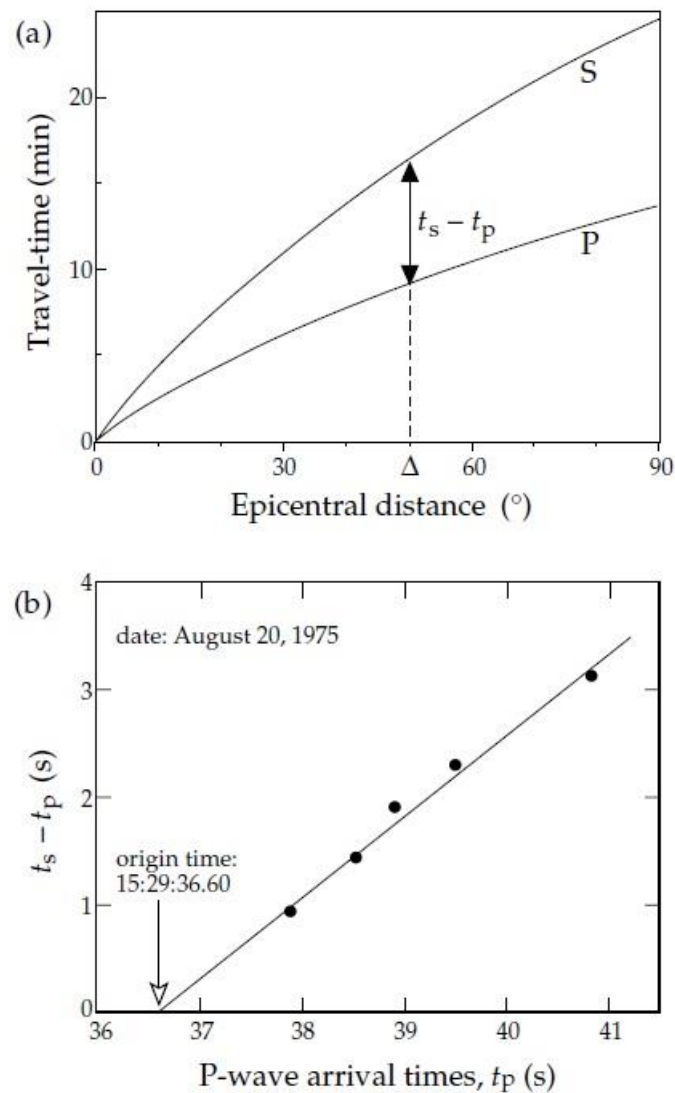 (a)
20
10
0
Travel-time (min)
S
t_s – t_p
P
0
30
Δ
60
90
Epicentral distance (°)
(b)
4
3
2
1
0
t_s – t_p (s)
date: August 20, 1975
origin time:
15:29:36.60
36
37
38
39
40
41
P-wave arrival times, t_p (s)